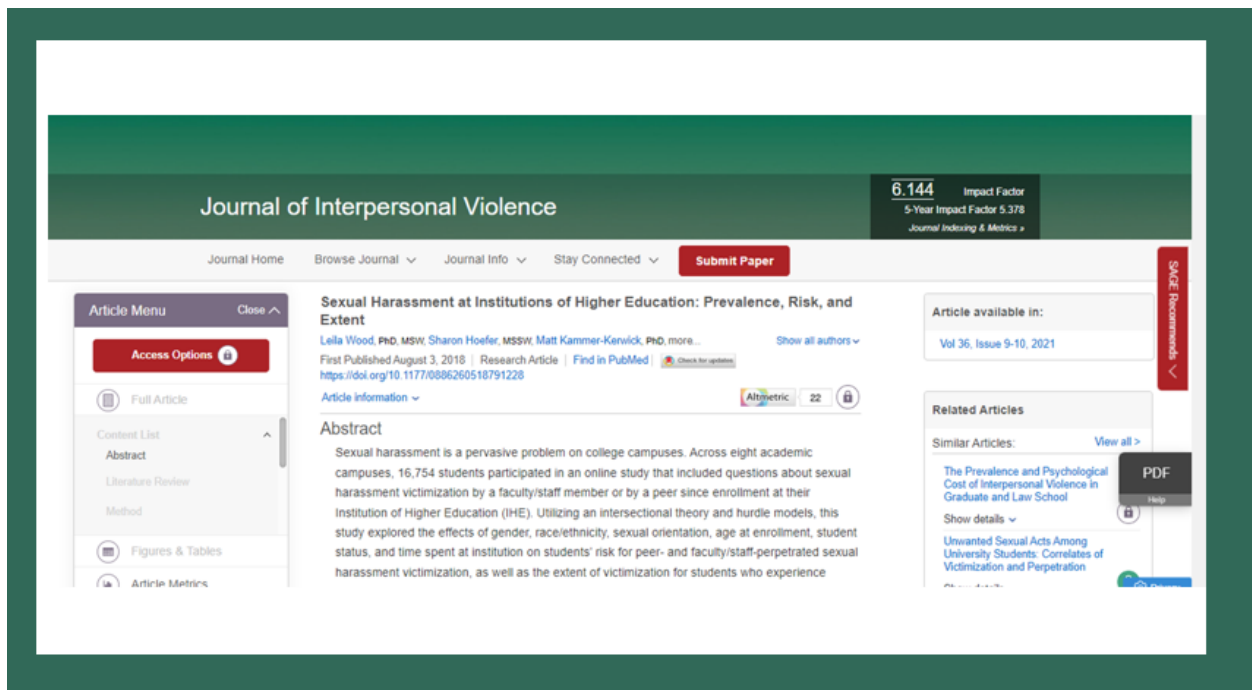 Journal of Interpersonal Violence
6.144 Impact Factor
5-Year Impact Factor 5.378
Journal Indexing & Metrics »
Journal Home Browse Journal Journal Info Stay Connected Submit Paper
SAGE Recommends
Article Menu Close
Access Options
Full Article
Content List
Abstract
Literature Review
Method
Figures & Tables
Article Metrics
Sexual Harassment at Institutions of Higher Education: Prevalence, Risk, and
Extent
Leila Wood, PhD, MSW, Sharon Hoefer, MSSW, Matt Kammer-Kerwick, PhD, more... Show all authors
First Published August 3, 2018 | Research Article | Find in PubMed | Check for updates
https://doi.org/10.1177/0886260518791228
Article information Altmetric 22
Abstract
Sexual harassment is a pervasive problem on college campuses. Across eight academic
campuses, 16,754 students participated in an online study that included questions about sexual
harassment victimization by a faculty/staff member or by a peer since enrollment at their
Institution of Higher Education (IHE). Utilizing an intersectional theory and hurdle models, this
study explored the effects of gender, race/ethnicity, sexual orientation, age at enrollment, student
status, and time spent at institution on students' risk for peer- and faculty/staff-perpetrated sexual
harassment victimization, as well as the extent of victimization for students who experience
Article available in:
Vol 36, Issue 9-10, 2021
Related Articles
Similar Articles: View all >
The Prevalence and Psychological
Cost of Interpersonal Violence in
Graduate and Law School
Show details
Unwanted Sexual Acts Among
University Students: Correlates of
Victimization and Perpetration
Show details
PDF
Help
Privacy